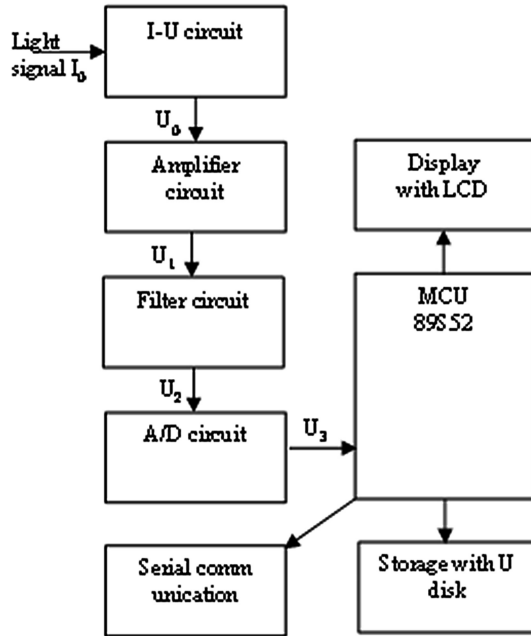 Light
signal I₀
I-U circuit
U₀
Amplifier
circuit
U₁
Filter circuit
U₂
A/D circuit
U₃
Display
with LCD
MCU
89S52
Serial comm
unication
Storage with U
disk